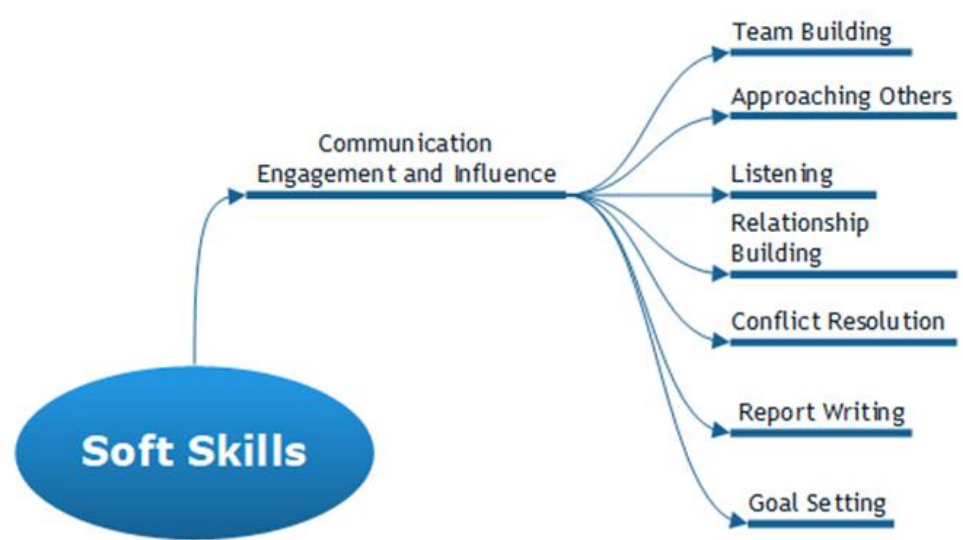 Team Building
Approaching Others
Communication
Engagement and Influence
Listening
Relationship
Building
Conflict Resolution
Report Writing
Soft Skills
Goal Setting